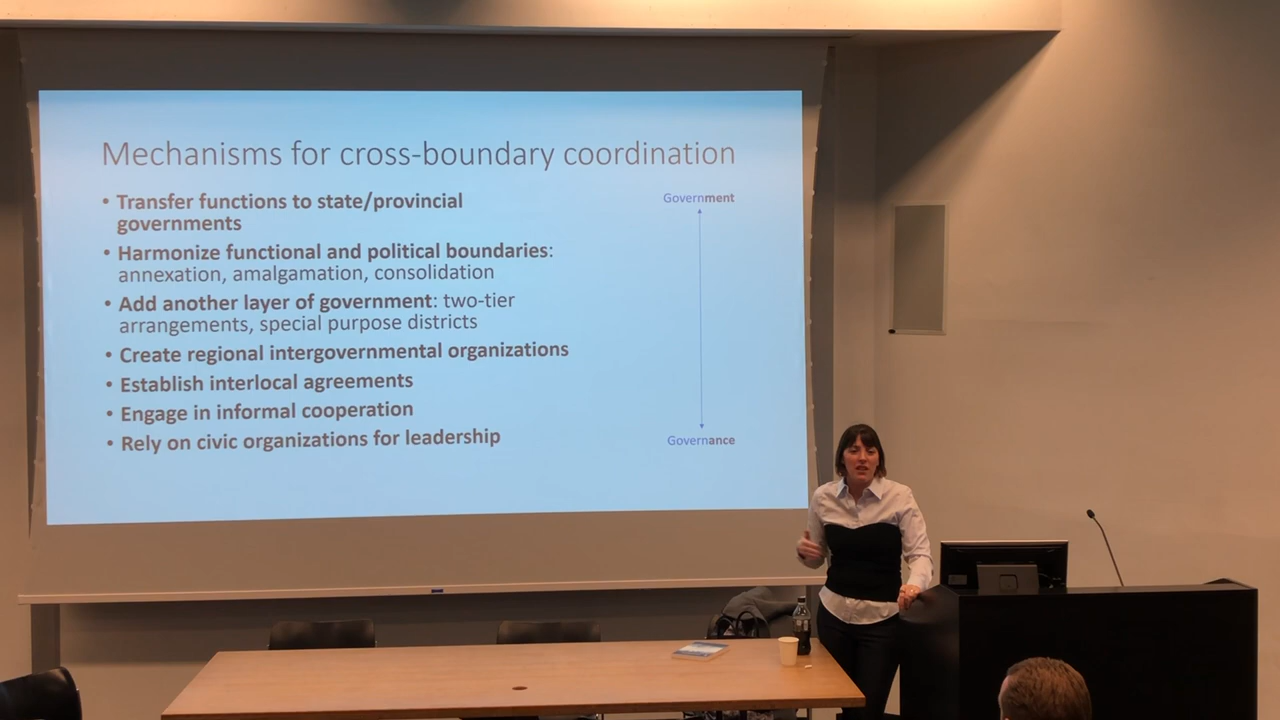 Mechanisms for cross-boundary coordination
• Transfer functions to state/provincial
governments
• Harmonize functional and political boundaries:
annexation, amalgamation, consolidation
• Add another layer of government: two-tier
arrangements, special purpose districts
• Create regional intergovernmental organizations
• Establish interlocal agreements
• Engage in informal cooperation
• Rely on civic organizations for leadership
Government
Governance